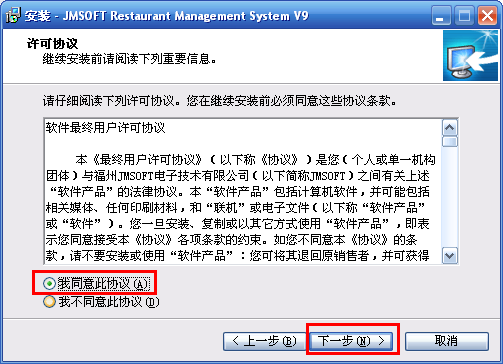 安装 - JMSOFT Restaurant Management System V9
许可协议
继续安装前请阅读下列重要信息。
请仔细阅读下列许可协议。您在继续安装前必须同意这些协议条款。
软件最终用户许可协议
本《最终用户许可协议》(以下称《协议》)是您(个人或单一机构
团体)与福州JMSOFT电子技术有限公司(以下简称JMSOFT)之间有关上述
“软件产品”的法律协议。本“软件产品”包括计算机软件,并可能包括
相关媒体、任何印刷材料,和“联机”或电子文件(以下称“软件产品”
或“软件”)。您一旦安装、复制或以其它方式使用“软件产品”,即表
示您同意接受本《协议》各项条款的约束。如您不同意本《协议》的条
款,请不要安装或使用“软件产品”:您可将其退回原销售者,并可获得
我同意此协议(A)
我不同意此协议(D)
< 上一步(B) 下一步(N) > 取消